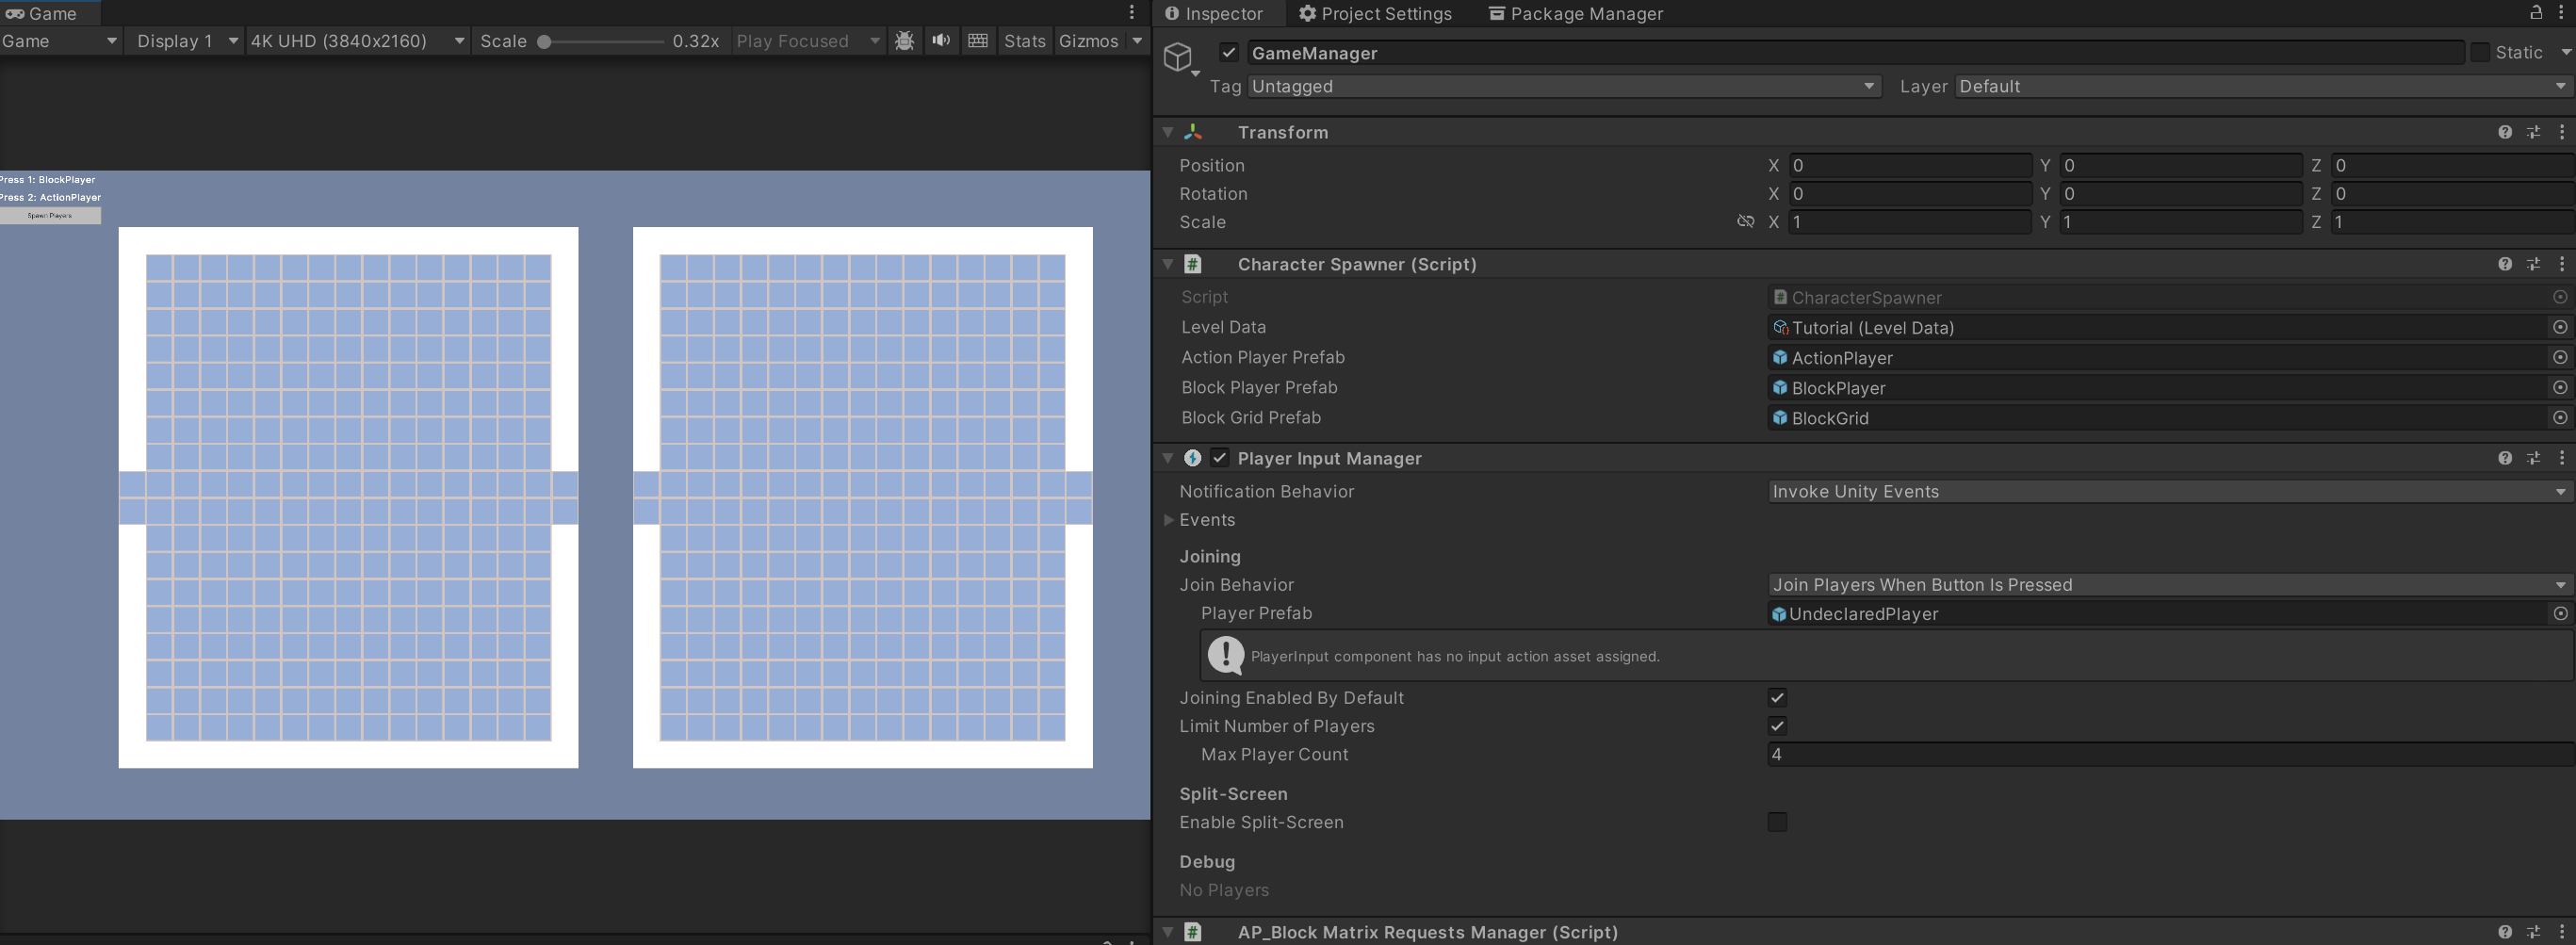 Game
Game
Display 1
4K UHD (3840x2160)
Scale
0.32x
Play Focused
Stats
Gizmos
Press 1: BlockPlayer
Press 2: ActionPlayer
Spawn Players
Inspector
Project Settings
Package Manager
GameManager
Static
Tag Untagged
Layer Default
Transform
Position X 0 Y 0 Z 0
Rotation X 0 Y 0 Z 0
Scale X 1 Y 1 Z 1
# Character Spawner (Script)
Script # CharacterSpawner
Level Data Tutorial (Level Data)
Action Player Prefab ActionPlayer
Block Player Prefab BlockPlayer
Block Grid Prefab BlockGrid
Player Input Manager
Notification Behavior Invoke Unity Events
Events
Joining
Join Behavior Join Players When Button Is Pressed
Player Prefab UndeclaredPlayer
PlayerInput component has no input action asset assigned.
Joining Enabled By Default
Limit Number of Players
Max Player Count 4
Split-Screen
Enable Split-Screen
Debug
No Players
# AP_Block Matrix Requests Manager (Script)